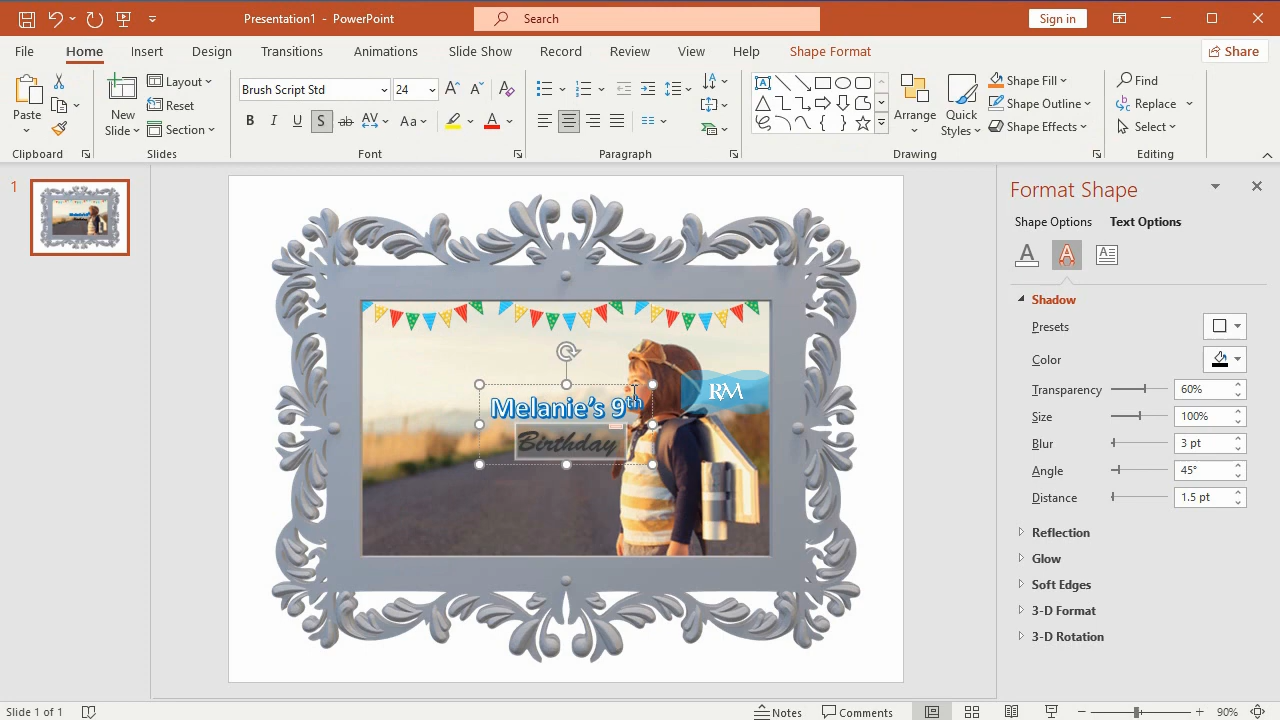 Presentation1 - PowerPoint
Search
Sign in
File Home Insert Design Transitions Animations Slide Show Record Review View Help Shape Format
Share
Paste
Clipboard
New Slide
Layout
Reset
Section
Slides
Brush Script Std 24
B I U S ab AV Aa A
Font
Paragraph
Arrange
Quick Styles
Shape Fill
Shape Outline
Shape Effects
Drawing
Find
Replace
Select
Editing
1
Melanie's 9th
Birthday
RM
Format Shape
Shape Options Text Options
Shadow
Presets
Color
Transparency 60%
Size 100%
Blur 3 pt
Angle 45°
Distance 1.5 pt
Reflection
Glow
Soft Edges
3-D Format
3-D Rotation
Slide 1 of 1
Notes Comments
90%